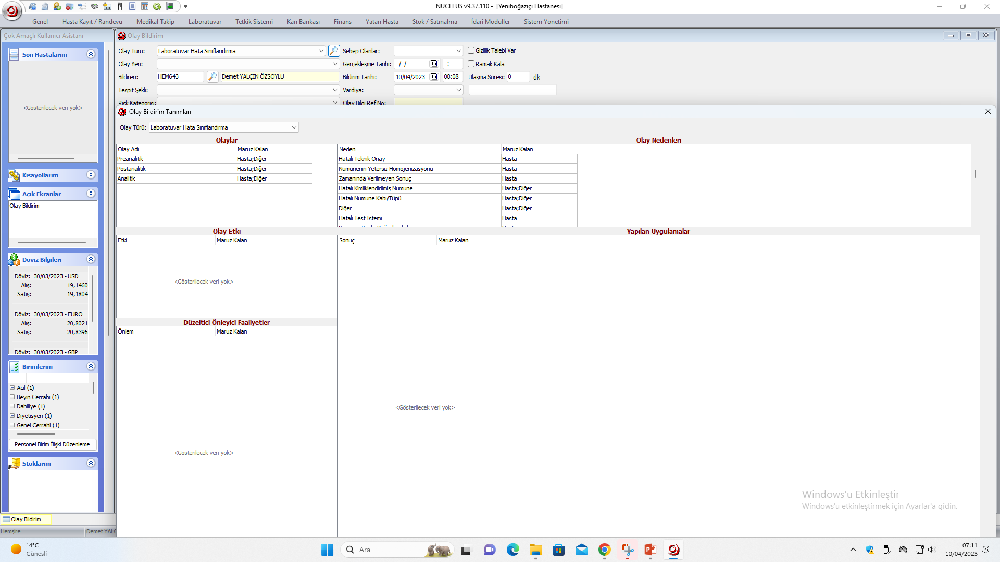 NUCLEUS v9.37.110 - [Yeniboğaziçi Hastanesi]
Genel Hasta Kayıt / Randevu Medikal Takip Laboratuvar Tetkik Sistemi Kan Bankası Finans Yatan Hasta Stok / Satınalma İdari Modüller Sistem Yönetimi
Çok Amaçlı Kullanıcı Asistanı
Son Hastalarım
<Gösterilecek veri yok>
Kısayollarım
Açık Ekranlar
Olay Bildirim
Döviz Bilgileri
Döviz: 30/03/2023 - USD
Alış: 19,1460
Satış: 19,1804
Döviz: 30/03/2023 - EURO
Alış: 20,8021
Satış: 20,8396
Döviz: 30/03/2023 - GBP
Birimlerim
Acil (1)
Beyin Cerrahi (1)
Dahiliye (1)
Diyetisyen (1)
Genel Cerrahi (1)
Personel Birim İlişki Düzenleme
Stoklarım
Olay Bildirim
Olay Türü: Laboratuvar Hata Sınıflandırma Sebep Olanlar: Gizlilik Talebi Var
Olay Yeri: Gerçekleşme Tarihi: / / 15 : Ramak Kala
Bildiren: HEM643 Demet YALÇIN ÖZSOYLU Bildirim Tarihi: 10/04/2023 15 08:08 Ulaşma Süresi: 0 dk
Tespit Şekli: Vardiya:
Risk Kategorisi: Olay Bilgi Ref No:
Olay Bildirim Tanımları
Olay Türü: Laboratuvar Hata Sınıflandırma
Olaylar
Olay Adı Maruz Kalan
Preanalitik Hasta;Diğer
Postanalitik Hasta;Diğer
Analitik Hasta;Diğer
Olay Nedenleri
Neden Maruz Kalan
Hatalı Teknik Onay Hasta
Numunenin Yetersiz Homojenizasyonu Hasta
Zamanında Verilmeyen Sonuç Hasta
Hatalı Kimliklendirilmiş Numune Hasta;Diğer
Hatalı Numune Kabı/Tüpü Hasta;Diğer
Diğer Hasta;Diğer
Hatalı Test İstemi Hasta
Olay Etki
Etki Maruz Kalan
<Gösterilecek veri yok>
Yapılan Uygulamalar
Sonuç Maruz Kalan
<Gösterilecek veri yok>
Düzeltici Önleyici Faaliyetler
Önlem Maruz Kalan
<Gösterilecek veri yok>
Windows'u Etkinleştir
Windows'u etkinleştirmek için Ayarlar'a gidin.
Olay Bildirim
Hemşire Demet YALÇ
14°C
Güneşli
Ara
07:11
10/04/2023